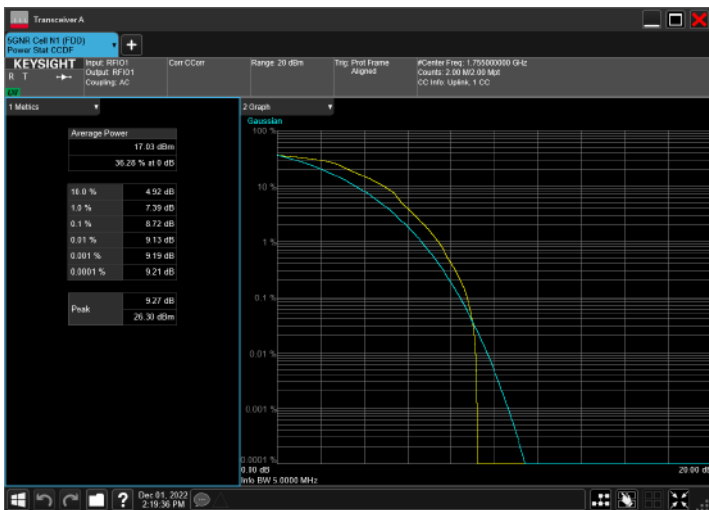 Transceiver A
5GNR Cell N1 (FDD)
Power Stat CCDF
KEYSIGHT
R T
Input: RFIO1
Output: RFIO1
Coupling: AC
Corr CCorr
Range: 20 dBm
Trig: Prot Frame
Aligned
#Center Freq: 1.755000000 GHz
Counts: 2.00 M/2.00 Mpt
CC Info: Uplink, 1 CC
1 Metrics
Average Power
17.03 dBm
36.28 % at 0 dB
10.0 % 4.92 dB
1.0 % 7.39 dB
0.1 % 8.72 dB
0.01 % 9.13 dB
0.001 % 9.19 dB
0.0001 % 9.21 dB
Peak 9.27 dB
26.30 dBm
2 Graph
Gaussian
100 %
10 %
1 %
0.1 %
0.01 %
0.001 %
0.0001 %
0.00 dB
20.00 dB
Info BW 5.0000 MHz
?
Dec 01, 2022
2:19:36 PM